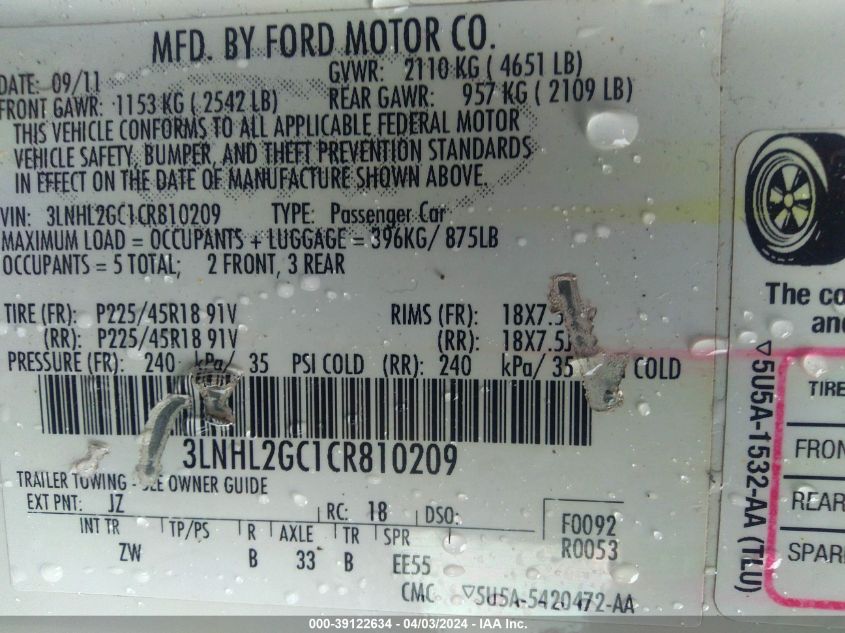 MFD. BY FORD MOTOR CO.
DATE: 09/11
GVWR: 2110 KG ( 4651 LB)
FRONT GAWR: 1153 KG ( 2542 LB)
REAR GAWR: 957 KG ( 2109 LB)
THIS VEHICLE CONFORMS TO ALL APPLICABLE FEDERAL MOTOR
VEHICLE SAFETY, BUMPER, AND THEFT PREVENTION STANDARDS
IN EFFECT ON THE DATE OF MANUFACTURE SHOWN ABOVE.
VIN: 3LNHL2GC1CR810209 TYPE: Passenger Car
MAXIMUM LOAD = OCCUPANTS + LUGGAGE = 396KG/ 875LB
OCCUPANTS = 5 TOTAL; 2 FRONT, 3 REAR
TIRE (FR): P225/45R18 91V RIMS (FR): 18X7.5
(RR): P225/45R18 91V (RR): 18X7.5J
PRESSURE (FR): 240 kPa/ 35 PSI COLD (RR): 240 kPa/ 35 COLD
3LNHL2GC1CR810209
TRAILER TOWING - SEE OWNER GUIDE
EXT PNT: JZ RC: 18 DSO:
INT TR TP/PS R AXLE TR SPR
ZW B 33 B EE55
F0092
R0053
CMC ▽5U5A-5420472-AA
The co
and
▽5U5A-1532-AA (TLU)
TIRE
FRON
REAR
SPAR
000-39122634 - 04/03/2024 - IAA Inc.